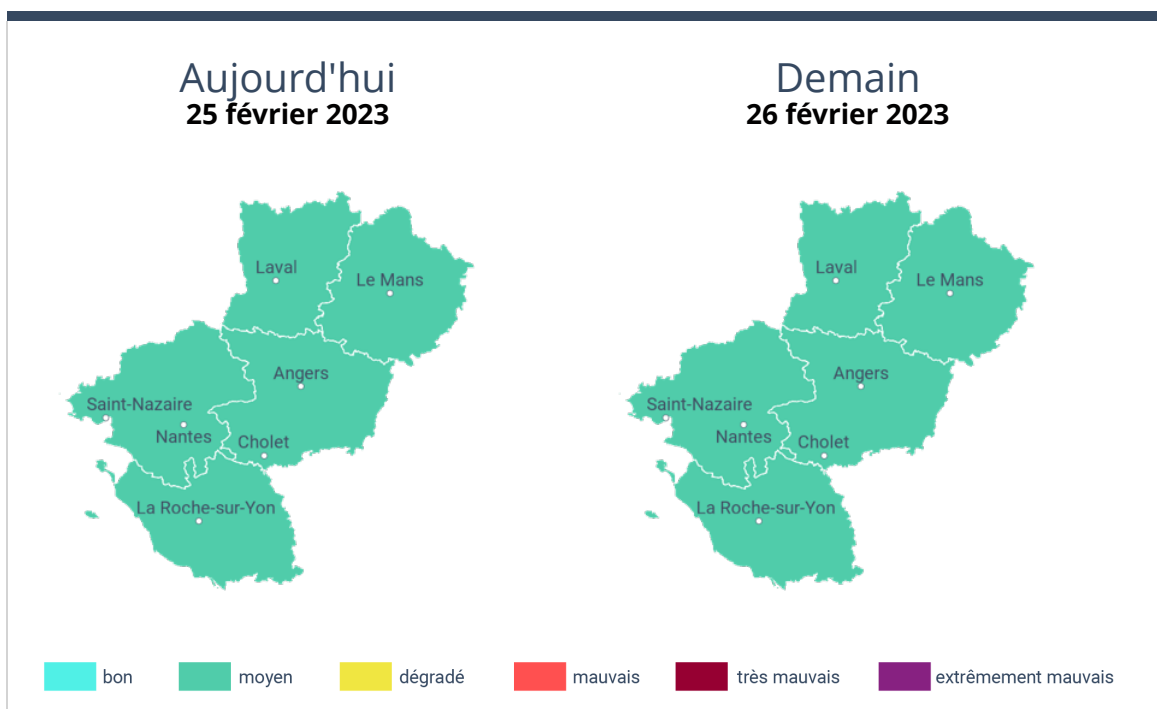 Aujourd'hui
25 février 2023
Laval
Le Mans
Angers
Saint-Nazaire
Nantes
Cholet
La Roche-sur-Yon
Demain
26 février 2023
Laval
Le Mans
Angers
Saint-Nazaire
Nantes
Cholet
La Roche-sur-Yon
bon
moyen
dégradé
mauvais
très mauvais
extrêmement mauvais